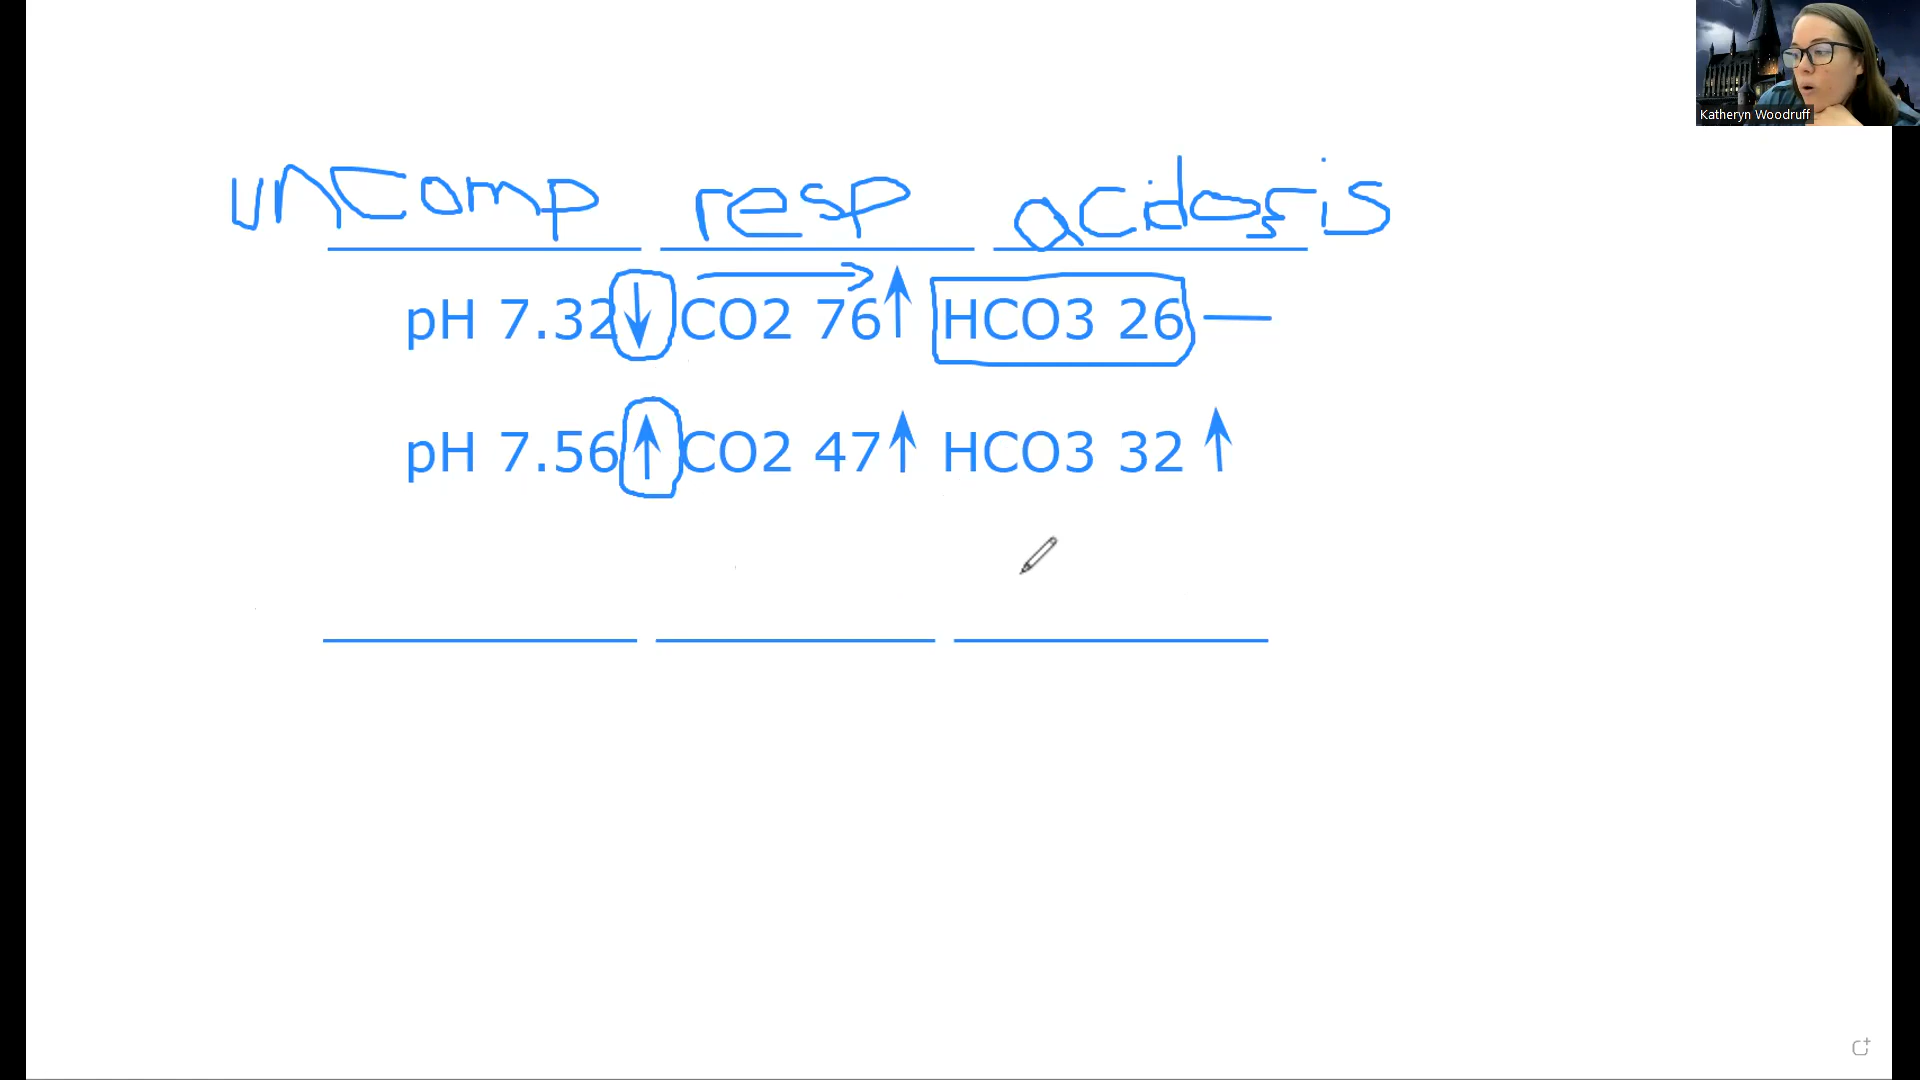 Katheryn Woodruff
uncomp resp acidosis
pH 7.32 ↓ CO2 76 ↑ HCO3 26 —
pH 7.56 ↑ CO2 47 ↑ HCO3 32 ↑